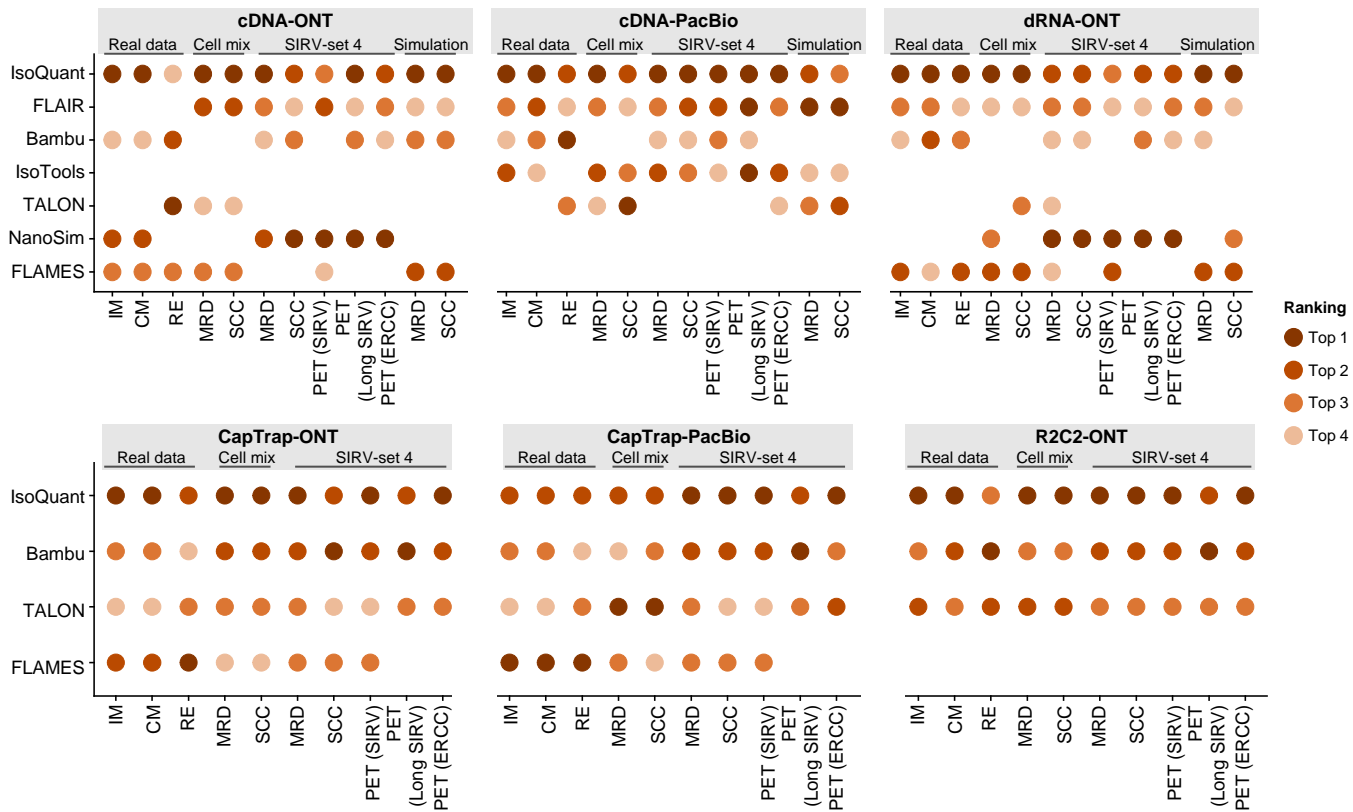 cDNA-ONT
Real data Cell mix SIRV-set 4 Simulation
cDNA-PacBio
Real data Cell mix SIRV-set 4 Simulation
dRNA-ONT
Real data Cell mix SIRV-set 4 Simulation
IsoQuant
FLAIR
Bambu
IsoTools
TALON
NanoSim
FLAMES
IM
CM
RE
MRD
SCC
MRD
SCC
PET (SIRV)
PET
(Long SIRV)
PET (ERCC)
MRD
SCC
IM
CM
RE
MRD
SCC
MRD
SCC
PET (SIRV)
PET
(Long SIRV)
PET (ERCC)
MRD
SCC
IM
CM
RE
MRD
SCC
MRD
SCC
PET (SIRV)
PET
(Long SIRV)
PET (ERCC)
MRD
SCC
Ranking
Top 1
Top 2
Top 3
Top 4
CapTrap-ONT
Real data Cell mix SIRV-set 4
CapTrap-PacBio
Real data Cell mix SIRV-set 4
R2C2-ONT
Real data Cell mix SIRV-set 4
IsoQuant
Bambu
TALON
FLAMES
IM
CM
RE
MRD
SCC
MRD
SCC
PET (SIRV)
PET
(Long SIRV)
PET (ERCC)
IM
CM
RE
MRD
SCC
MRD
SCC
PET (SIRV)
PET
(Long SIRV)
PET (ERCC)
IM
CM
RE
MRD
SCC
MRD
SCC
PET (SIRV)
PET
(Long SIRV)
PET (ERCC)